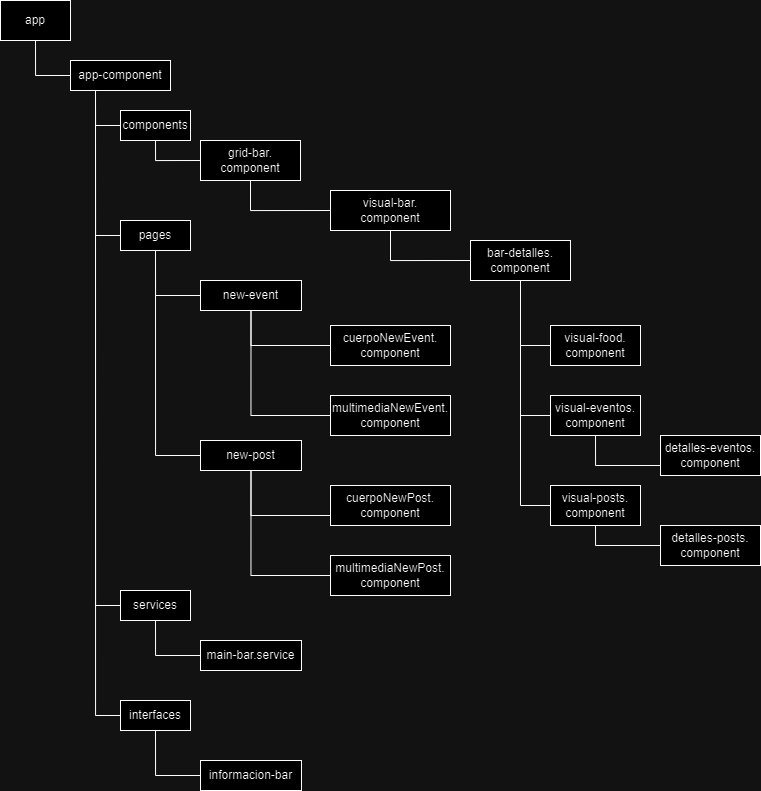 app
app-component
components
grid-bar.
component
visual-bar.
component
pages
bar-detalles.
component
new-event
cuerpoNewEvent.
component
visual-food.
component
multimediaNewEvent.
component
visual-eventos.
component
new-post
detalles-eventos.
component
cuerpoNewPost.
component
visual-posts.
component
detalles-posts.
component
multimediaNewPost.
component
services
main-bar.service
interfaces
informacion-bar